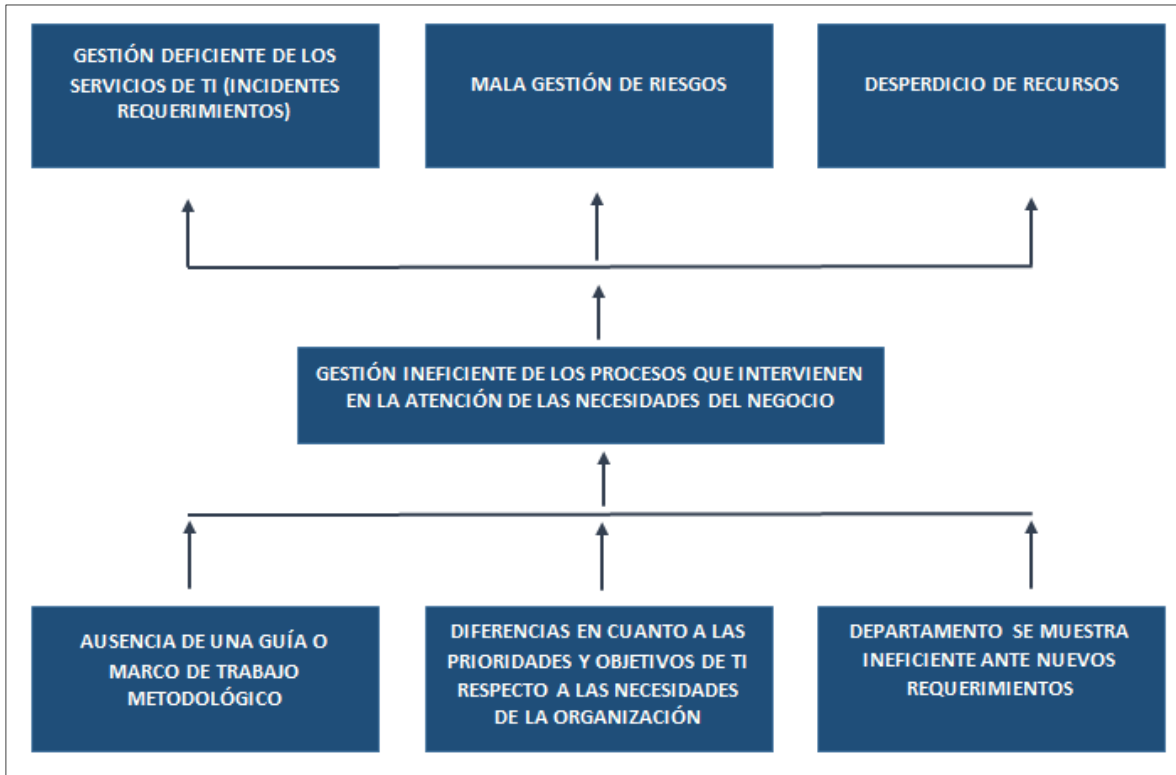 GESTIÓN DEFICIENTE DE LOS
SERVICIOS DE TI (INCIDENTES
REQUERIMIENTOS)
MALA GESTIÓN DE RIESGOS
DESPERDICIO DE RECURSOS
GESTIÓN INEFICIENTE DE LOS PROCESOS QUE INTERVIENEN
EN LA ATENCIÓN DE LAS NECESIDADES DEL NEGOCIO
AUSENCIA DE UNA GUÍA O
MARCO DE TRABAJO
METODOLÓGICO
DIFERENCIAS EN CUANTO A LAS
PRIORIDADES Y OBJETIVOS DE TI
RESPECTO A LAS NECESIDADES
DE LA ORGANIZACIÓN
DEPARTAMENTO SE MUESTRA
INEFICIENTE ANTE NUEVOS
REQUERIMIENTOS